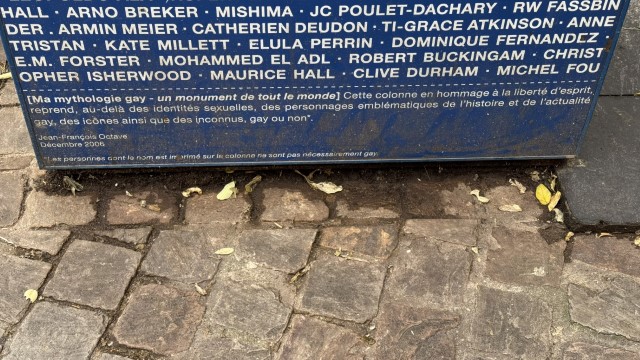 HALL · ARNO BREKER · MISHIMA · JC POULET-DACHARY · RW FASSBIN
DER . ARMIN MEIER · CATHERIEN DEUDON · TI-GRACE ATKINSON · ANNE
TRISTAN · KATE MILLETT · ELULA PERRIN · DOMINIQUE FERNANDEZ
E.M. FORSTER · MOHAMMED EL ADL · ROBERT BUCKINGAM · CHRIST
OPHER ISHERWOOD · MAURICE HALL · CLIVE DURHAM · MICHEL FOU
[Ma mythologie gay - un monument de tout le monde] Cette colonne en hommage à la liberté d'esprit,
reprend, au-delà des identités sexuelles, des personnages emblématiques de l'histoire et de l'actualité
gay, des icônes ainsi que des inconnus, gay ou non*.
Jean-François Octave
Décembre 2006
*Les personnes dont le nom est imprimé sur la colonne ne sont pas nécessairement gay.